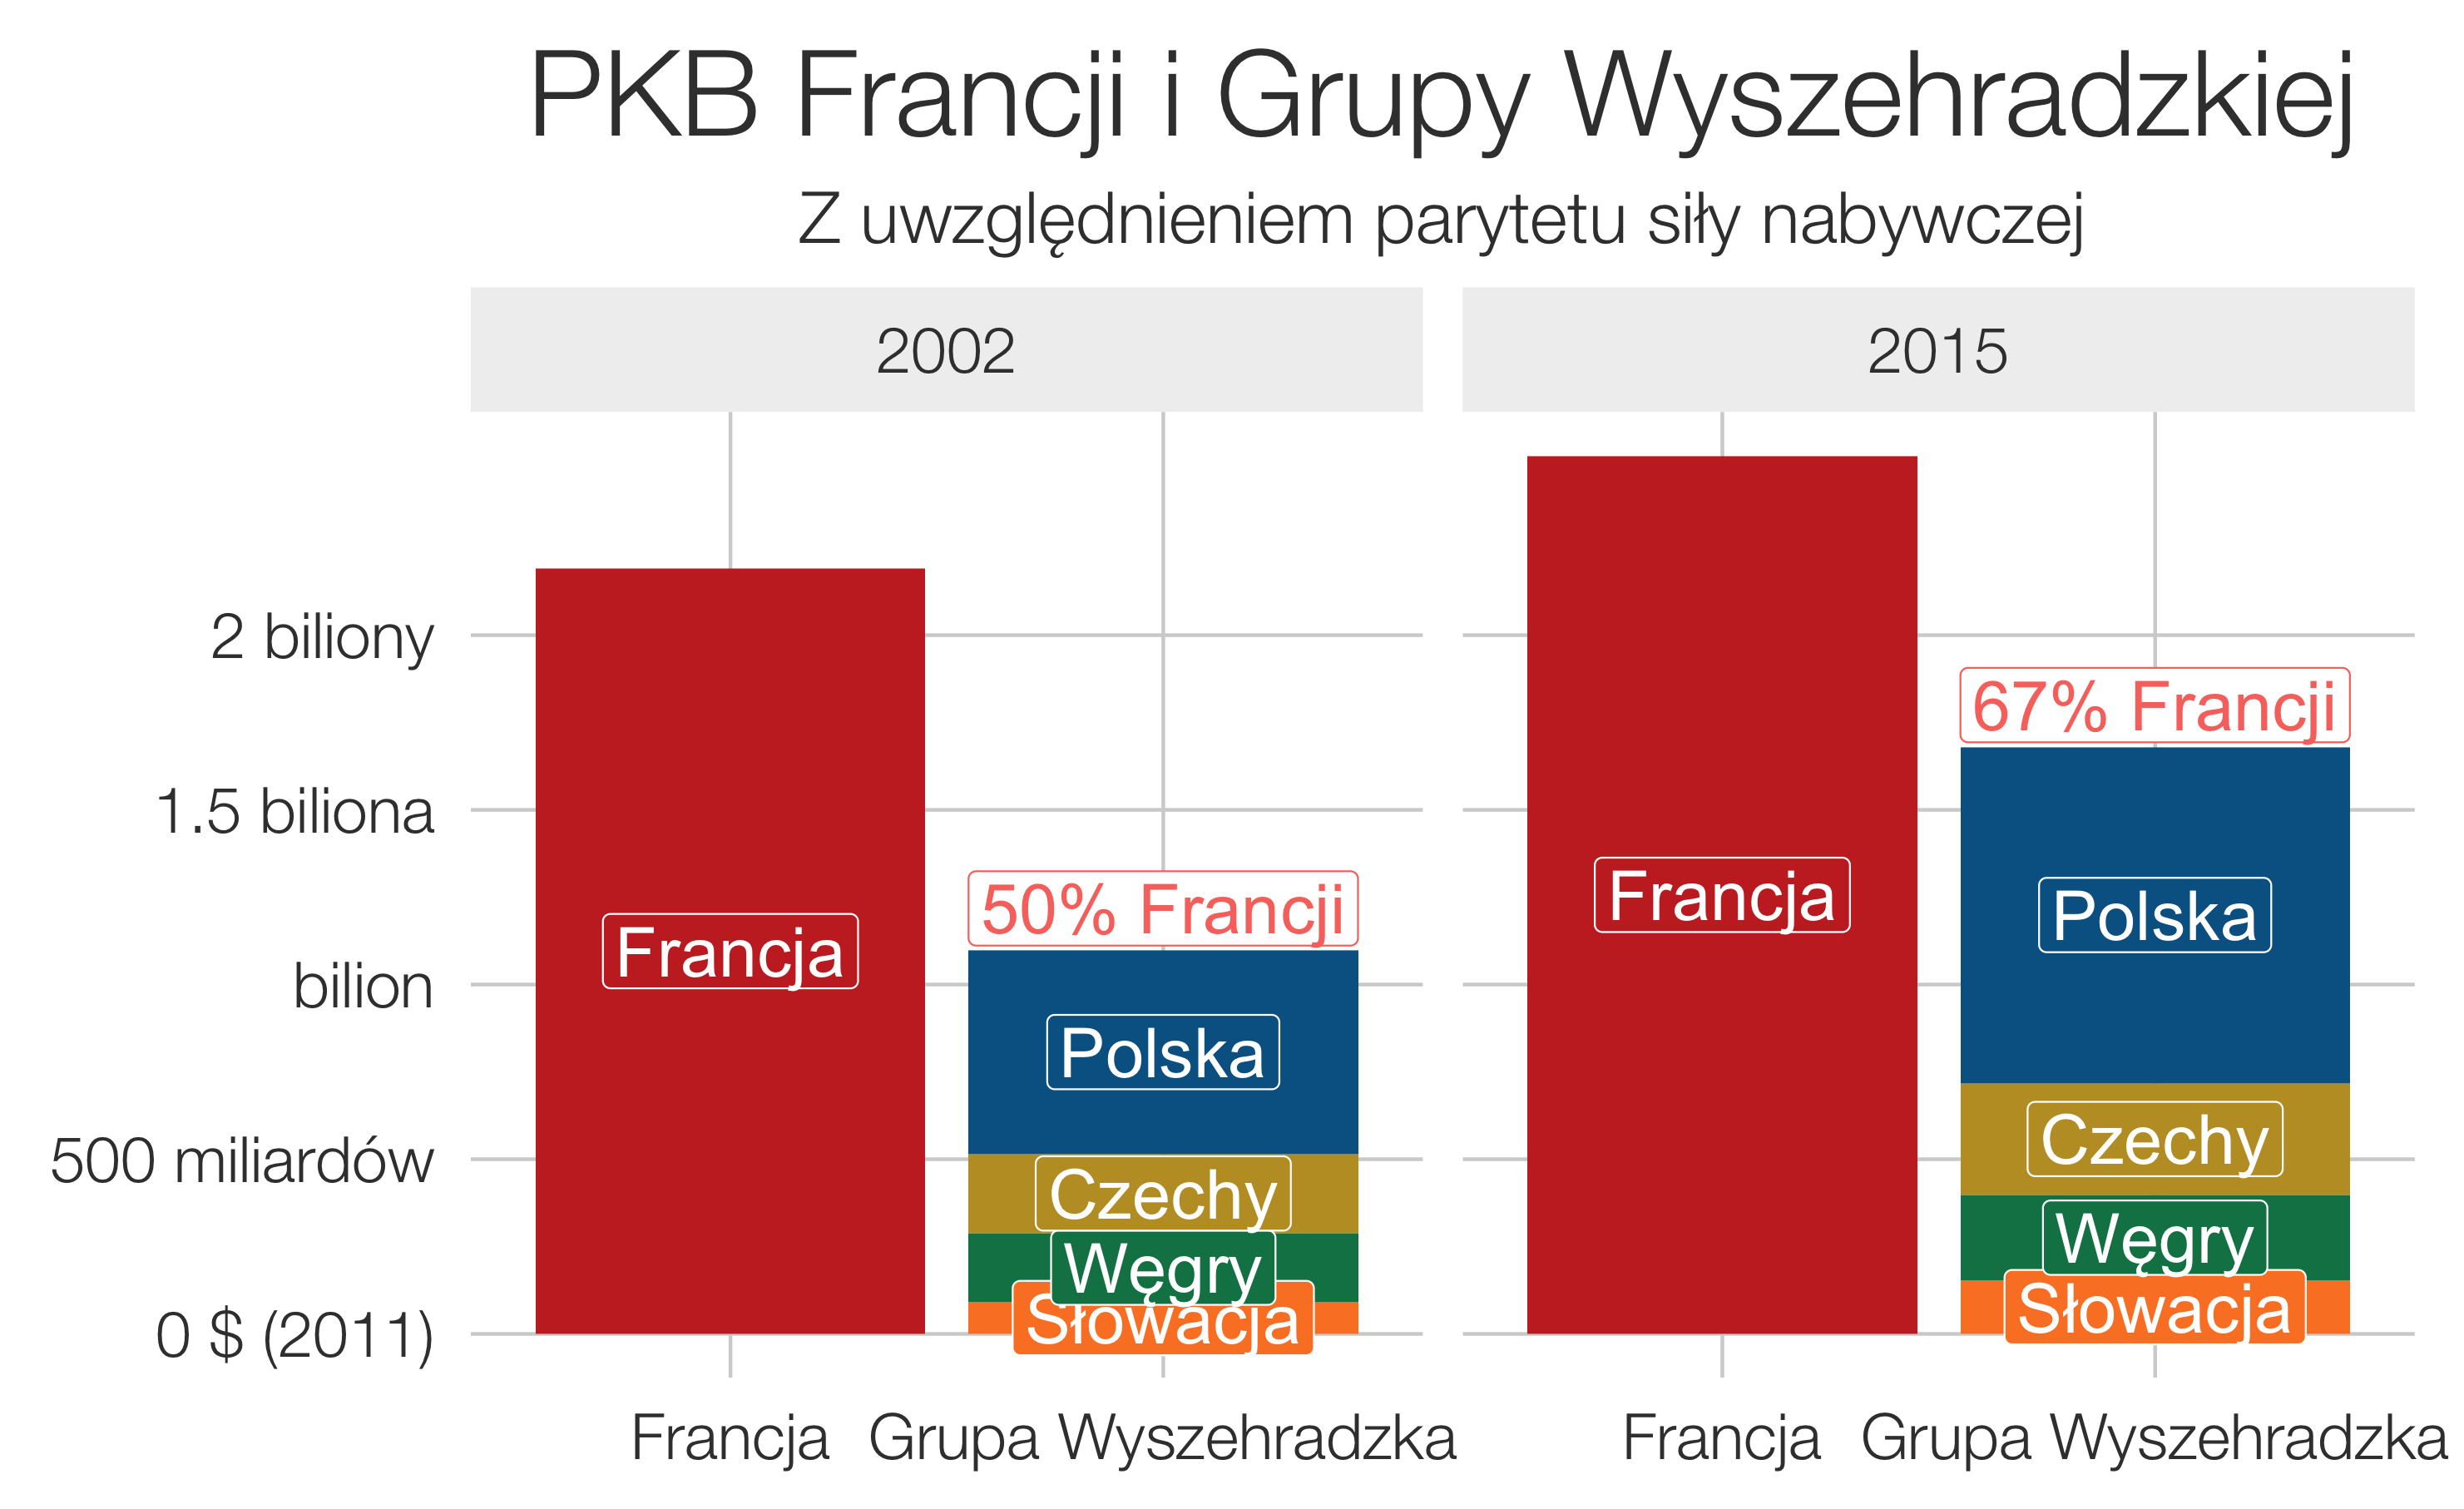 PKB Francji i Grupy Wyszehradzkiej
Z uwzględnieniem parytetu siły nabywczej
2002
2015
2 biliony
1.5 biliona
bilion
500 miliardów
0 $ (2011)
Francja
50% Francji
Polska
Czechy
Węgry
Słowacja
Francja
67% Francji
Polska
Czechy
Węgry
Słowacja
Francja
Grupa Wyszehradzka
Francja
Grupa Wyszehradzka